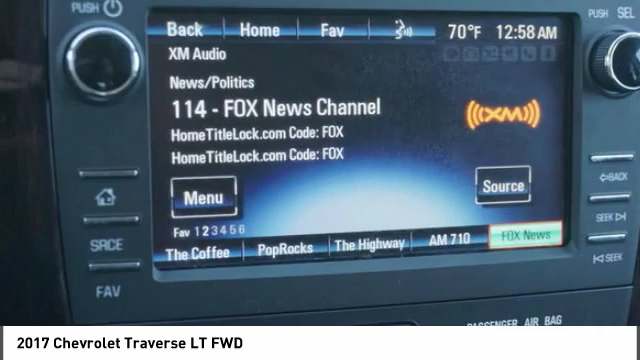 PUSH
Back Home Fav 70°F 12:58 AM
PUSH SEL
XM Audio
News/Politics
114 - FOX News Channel
HomeTitleLock.com Code: FOX
HomeTitleLock.com Code: FOX
((XM))
Menu
Source
BACK
Fav 1 2 3 4 5 6
SEEK
SRCE
The Coffee PopRocks The Highway AM 710 FOX News
SEEK
FAV
PASSENGER AIR BAG
2017 Chevrolet Traverse LT FWD